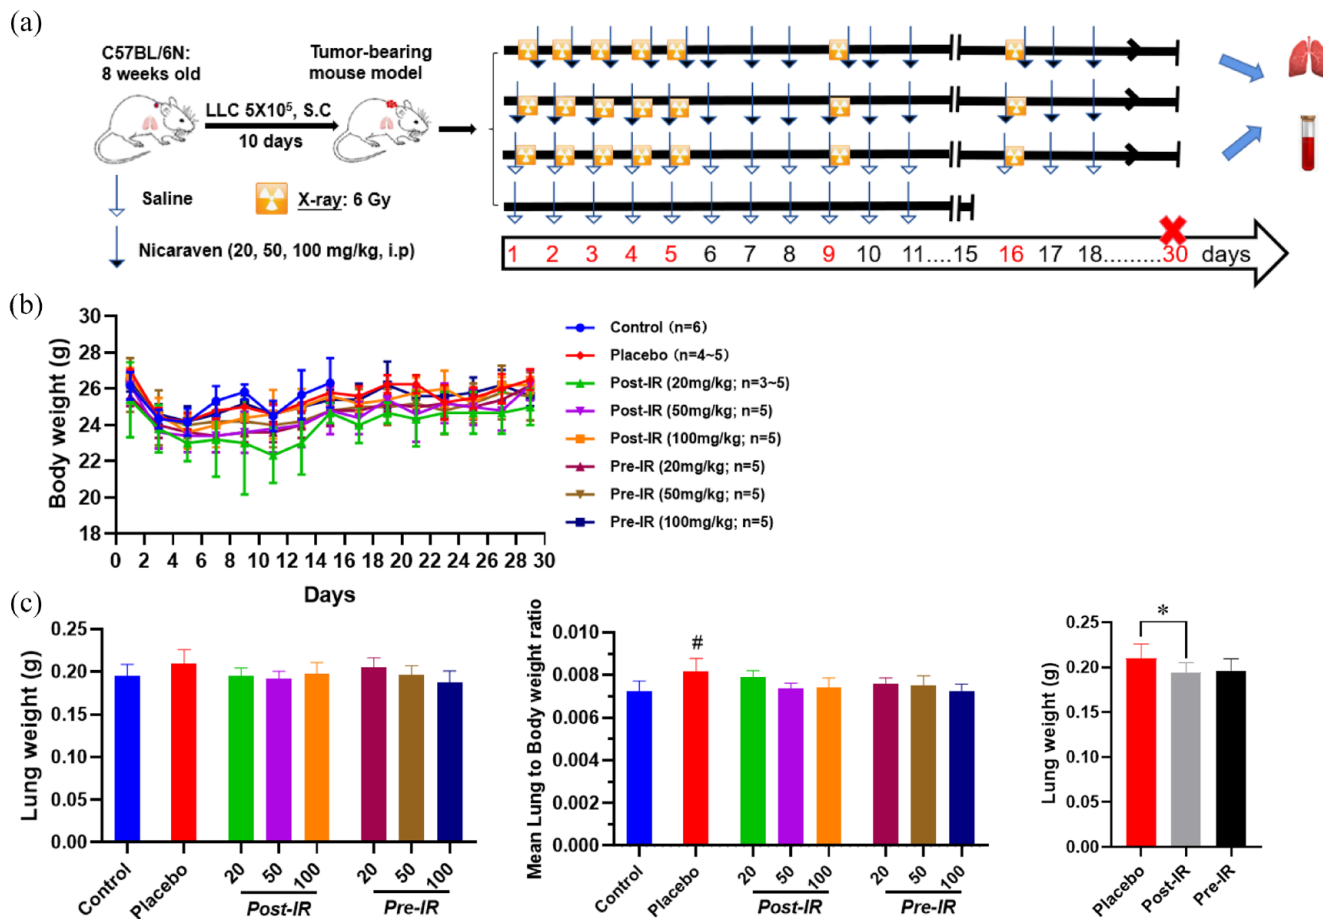 (a)
C57BL/6N:
8 weeks old
Tumor-bearing
mouse model
LLC 5X10⁵, S.C
10 days
Saline
X-ray: 6 Gy
Nicaraven (20, 50, 100 mg/kg, i.p)
1 2 3 4 5 6 7 8 9 10 11....15 16 17 18.........30 days
(b)
Body weight (g)
30
28
26
24
22
20
18
0 2 4 6 8 10 12 14 16 18 20 22 24 26 28 30
Days
Control (n=6)
Placebo (n=4~5)
Post-IR (20mg/kg; n=3~5)
Post-IR (50mg/kg; n=5)
Post-IR (100mg/kg; n=5)
Pre-IR (20mg/kg; n=5)
Pre-IR (50mg/kg; n=5)
Pre-IR (100mg/kg; n=5)
(c)
Lung weight (g)
0.25
0.20
0.15
0.10
0.05
0.00
Control
Placebo
20 50 100
Post-IR
20 50 100
Pre-IR
Mean Lung to Body weight ratio
0.010
0.008
0.006
0.004
0.002
0.000
#
Control
Placebo
20 50 100
Post-IR
20 50 100
Pre-IR
Lung weight (g)
0.25
0.20
0.15
0.10
0.05
0.00
*
Placebo
Post-IR
Pre-IR